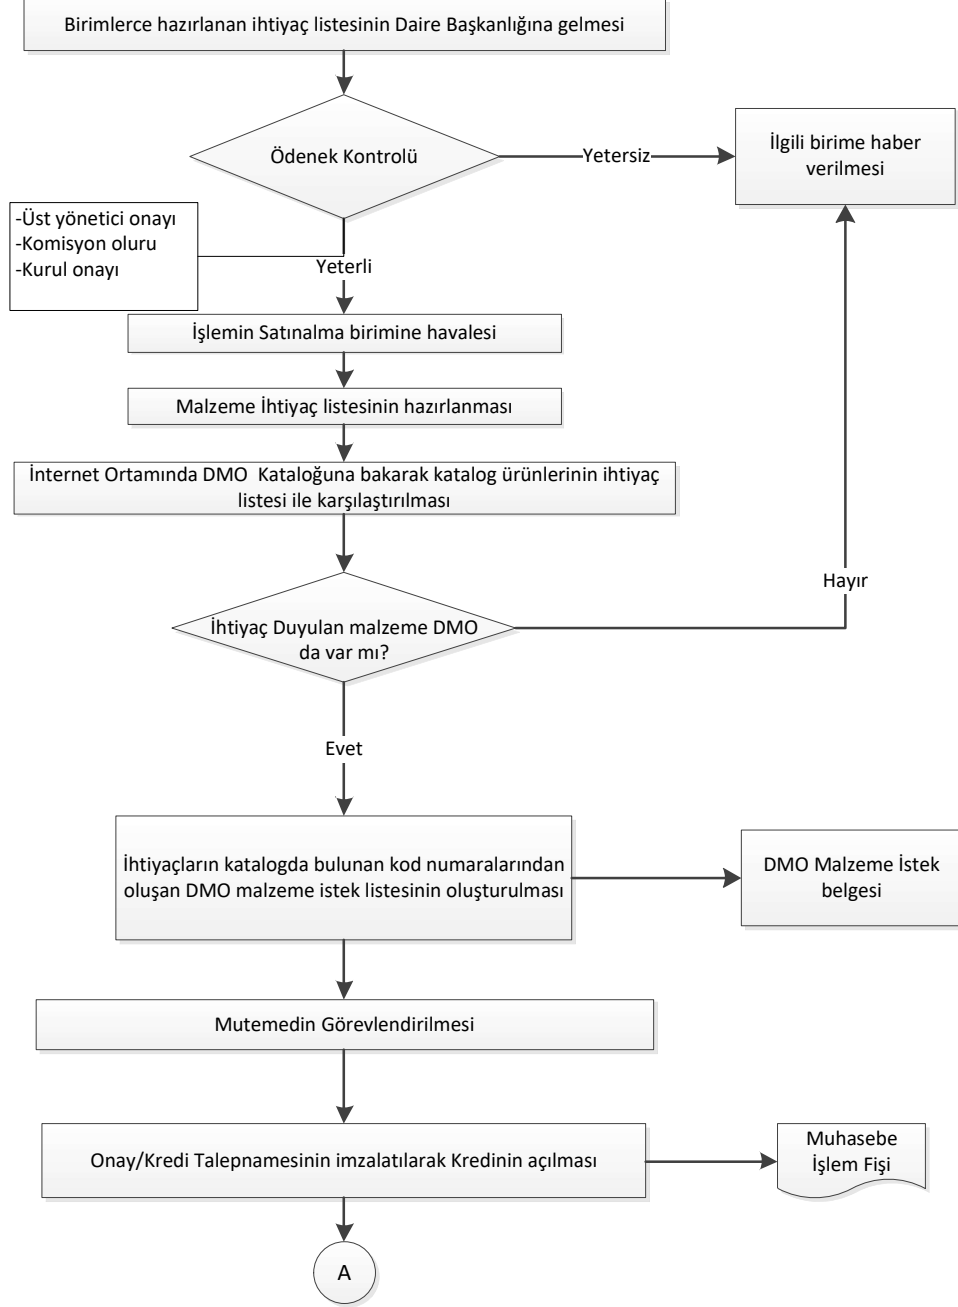 Birimlerce hazırlanan ihtiyaç listesinin Daire Başkanlığına gelmesi
Ödenek Kontrolü
Yetersiz
İlgili birime haber
verilmesi
-Üst yönetici onayı
-Komisyon oluru
-Kurul onayı
Yeterli
İşlemin Satınalma birimine havalesi
Malzeme İhtiyaç listesinin hazırlanması
İnternet Ortamında DMO  Kataloğuna bakarak katalog ürünlerinin ihtiyaç
listesi ile karşılaştırılması
Hayır
İhtiyaç Duyulan malzeme DMO
da var mı?
Evet
İhtiyaçların katalogda bulunan kod numaralarından
oluşan DMO malzeme istek listesinin oluşturulması
DMO Malzeme İstek
belgesi
Mutemedin Görevlendirilmesi
Onay/Kredi Talepnamesinin imzalatılarak Kredinin açılması
Muhasebe
İşlem Fişi
A